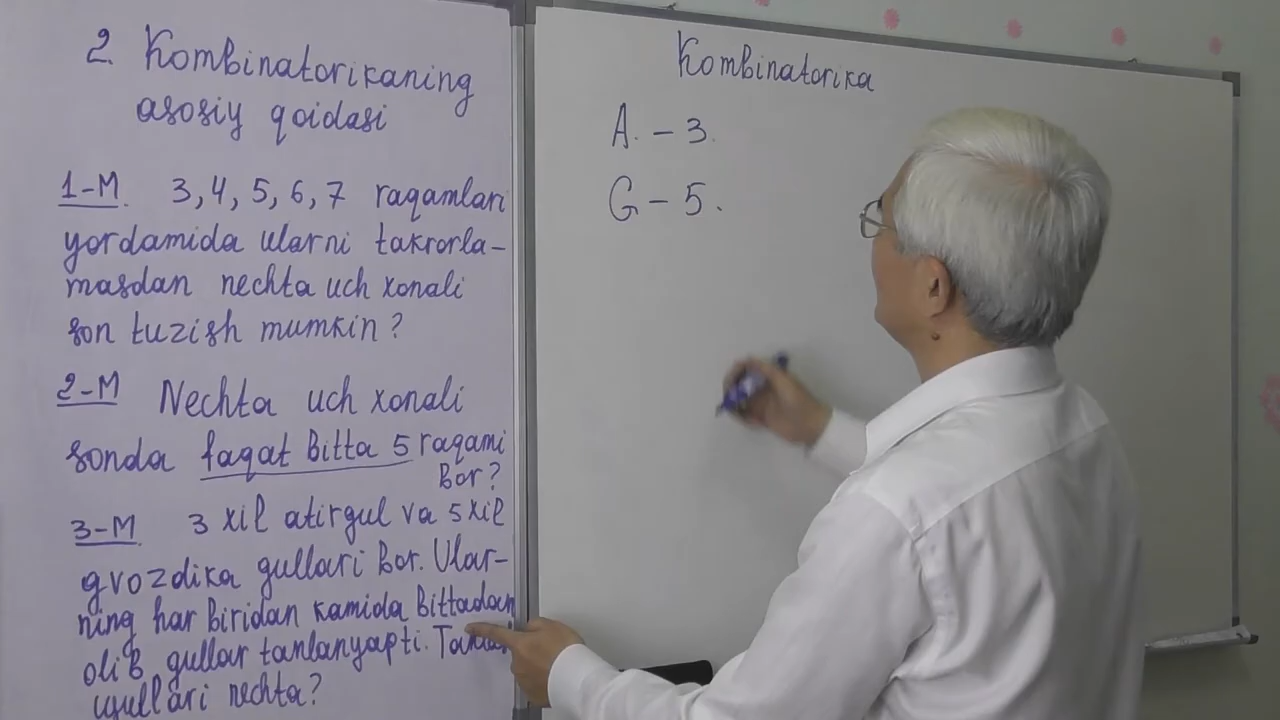 2. Kombinatorikaning
asosiy qoidasi
1-M. 3, 4, 5, 6, 7 raqamlari
yordamida ularni takrorla-
masdan nechta uch xonali
son tuzish mumkin?
2-M Nechta uch xonali
sonda faqat bitta 5 raqami
bor?
3-M. 3 xil atirgul va 5 xil
gvozdika gullari bor. Ular-
ning har biridan kamida bittadan
olib gullar tanlanyapti.
usullari nechta?
Kombinatorika
A. – 3.
G – 5.